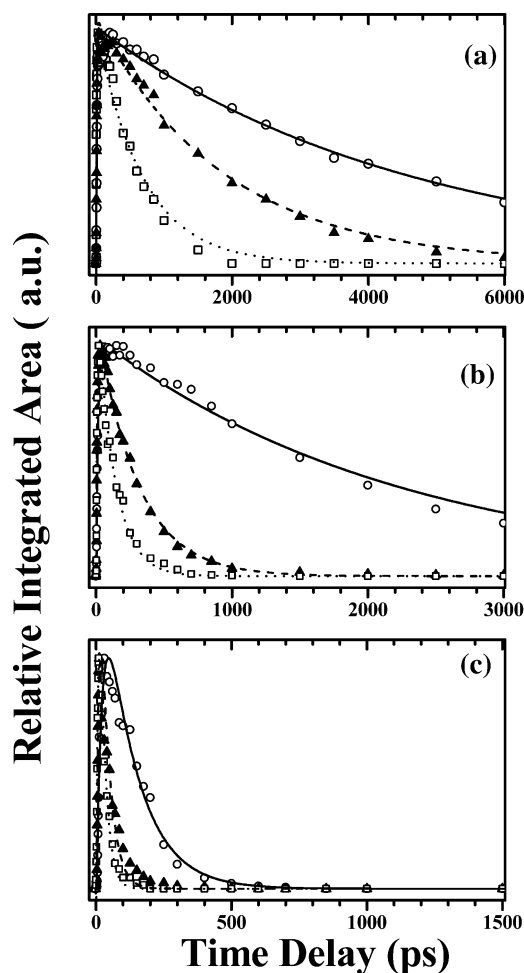 Relative Integrated Area ( a.u.)
(a)
0 2000 4000 6000
(b)
0 1000 2000 3000
(c)
0 500 1000 1500
Time Delay (ps)